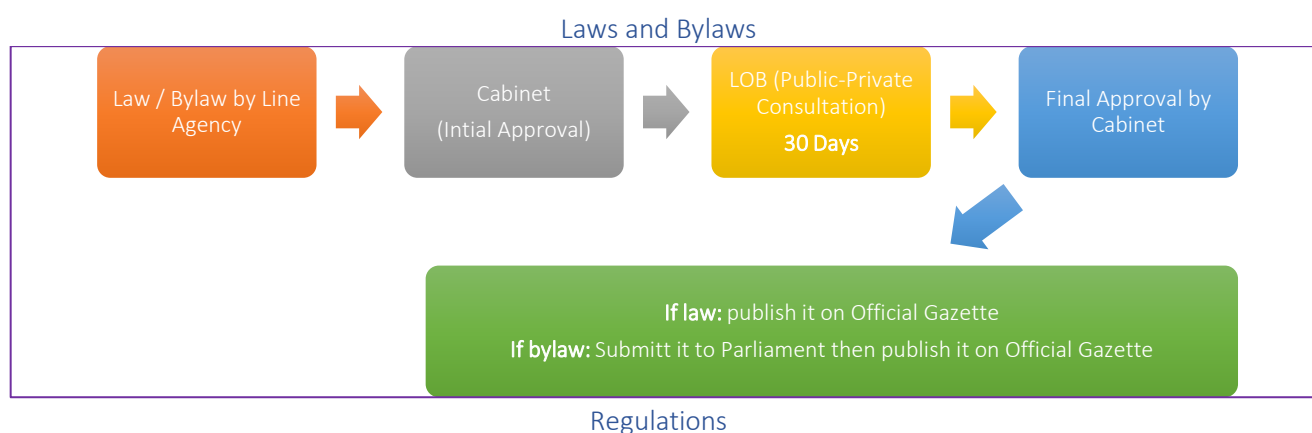 Laws and Bylaws
Law / Bylaw by Line
Agency
Cabinet
(Intial Approval)
LOB (Public-Private
Consultation)
30 Days
Final Approval by
Cabinet
If law: publish it on Official Gazette
If bylaw: Submitt it to Parliament then publish it on Official Gazette
Regulations